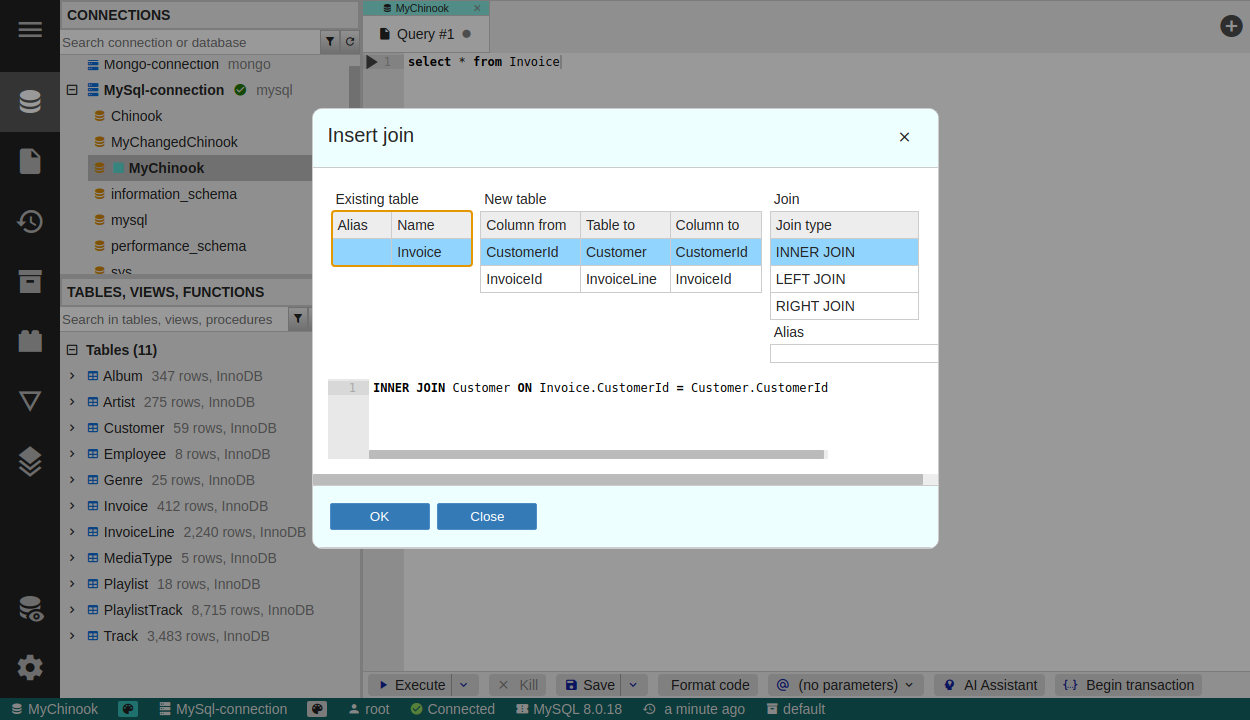 CONNECTIONS
Search connection or database
Mongo-connection mongo
MySql-connection mysql
Chinook
MyChangedChinook
MyChinook
information_schema
mysql
performance_schema
sys
TABLES, VIEWS, FUNCTIONS
Search in tables, views, procedures
Tables (11)
Album 347 rows, InnoDB
Artist 275 rows, InnoDB
Customer 59 rows, InnoDB
Employee 8 rows, InnoDB
Genre 25 rows, InnoDB
Invoice 412 rows, InnoDB
InvoiceLine 2,240 rows, InnoDB
MediaType 5 rows, InnoDB
Playlist 18 rows, InnoDB
PlaylistTrack 8,715 rows, InnoDB
Track 3,483 rows, InnoDB
MyChinook
Query #1
1 select * from Invoice
Insert join
Existing table New table Join
Alias Name Column from Table to Column to Join type
Invoice CustomerId Customer CustomerId INNER JOIN
InvoiceId InvoiceLine InvoiceId LEFT JOIN
RIGHT JOIN
Alias
1 INNER JOIN Customer ON Invoice.CustomerId = Customer.CustomerId
OK Close
Execute Kill Save Format code @ (no parameters) AI Assistant {} Begin transaction
MyChinook MySql-connection root Connected MySQL 8.0.18 a minute ago default